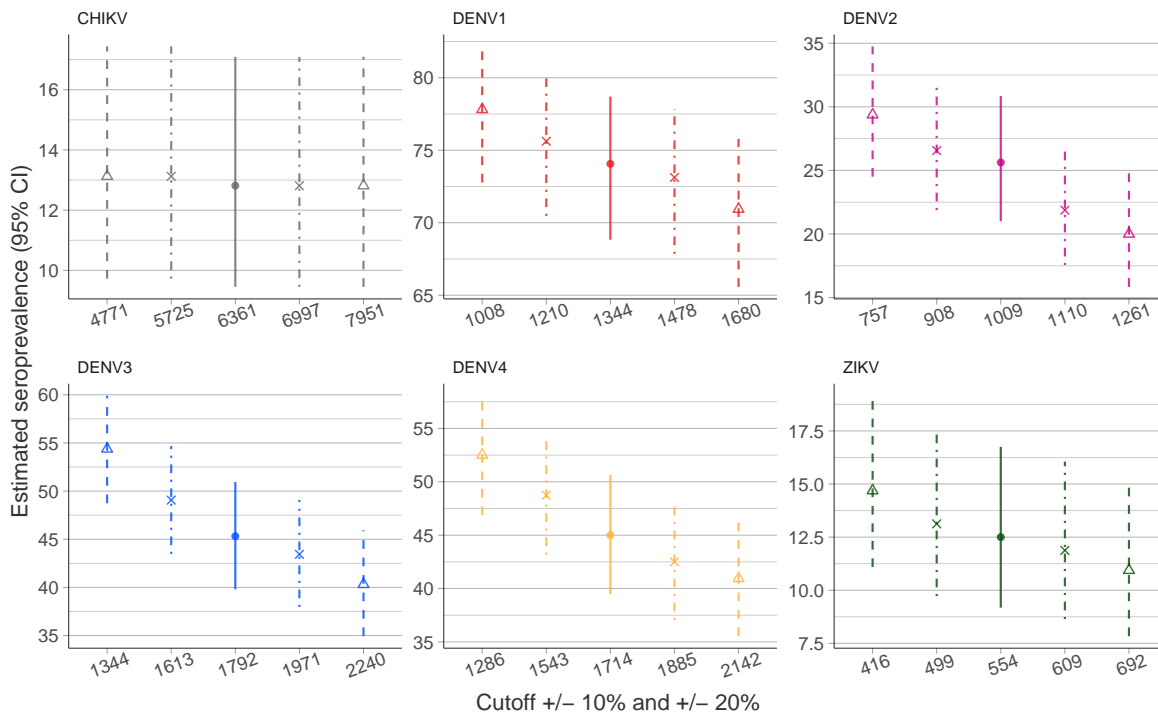 CHIKV
DENV1
DENV2
Estimated seroprevalence (95% CI)
16
14
12
10
4771 5725 6361 6997 7951
80
75
70
65
1008 1210 1344 1478 1680
35
30
25
20
15
757 908 1009 1110 1261
DENV3
DENV4
ZIKV
60
55
50
45
40
35
1344 1613 1792 1971 2240
55
50
45
40
35
1286 1543 1714 1885 2142
17.5
15.0
12.5
10.0
7.5
416 499 554 609 692
Cutoff +/− 10% and +/− 20%